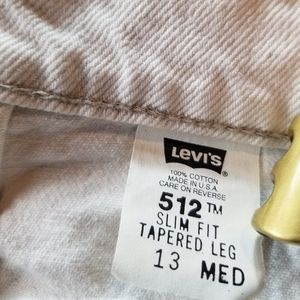 Levi's®
100% COTTON
MADE IN U.S.A.
CARE ON REVERSE
512™
SLIM FIT
TAPERED LEG
13 MED